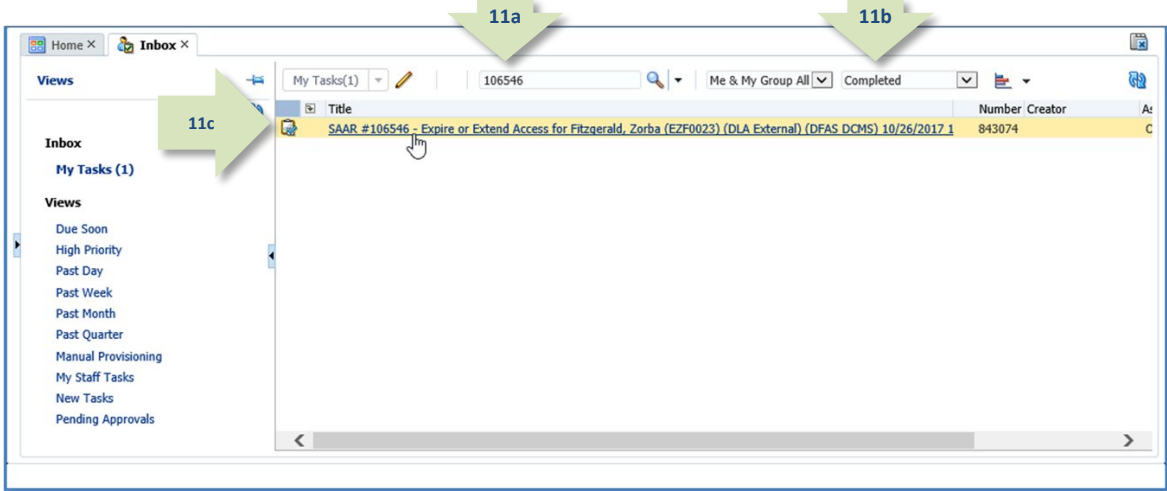 11a
11b
Home ×
Inbox ×
Views
My Tasks(1)
106546
Me & My Group All
Completed
Title
Number
Creator
As
11c
SAAR #106546 - Expire or Extend Access for Fitzgerald, Zorba (EZF0023) (DLA External) (DFAS DCMS) 10/26/2017 1
843074
Inbox
My Tasks (1)
Views
Due Soon
High Priority
Past Day
Past Week
Past Month
Past Quarter
Manual Provisioning
My Staff Tasks
New Tasks
Pending Approvals